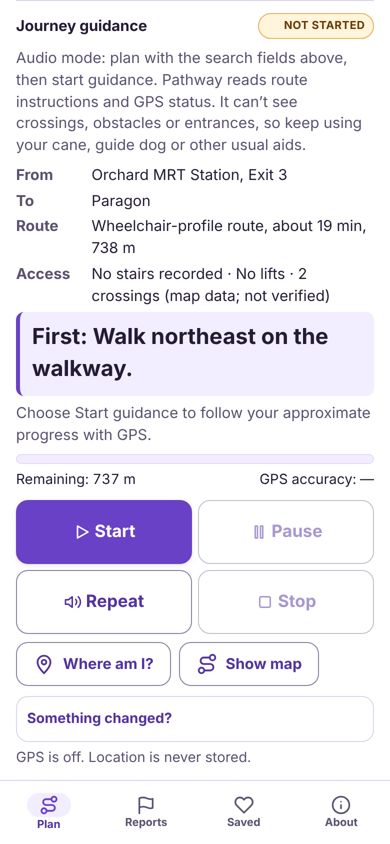 Journey guidance
NOT STARTED
Audio mode: plan with the search fields above,
then start guidance. Pathway reads route
instructions and GPS status. It can’t see
crossings, obstacles or entrances, so keep using
your cane, guide dog or other usual aids.
From Orchard MRT Station, Exit 3
To Paragon
Route Wheelchair-profile route, about 19 min,
738 m
Access No stairs recorded · No lifts · 2
crossings (map data; not verified)
First: Walk northeast on the
walkway.
Choose Start guidance to follow your approximate
progress with GPS.
Remaining: 737 m GPS accuracy: —
Start Pause
Repeat Stop
Where am I? Show map
Something changed?
GPS is off. Location is never stored.
Plan Reports Saved About